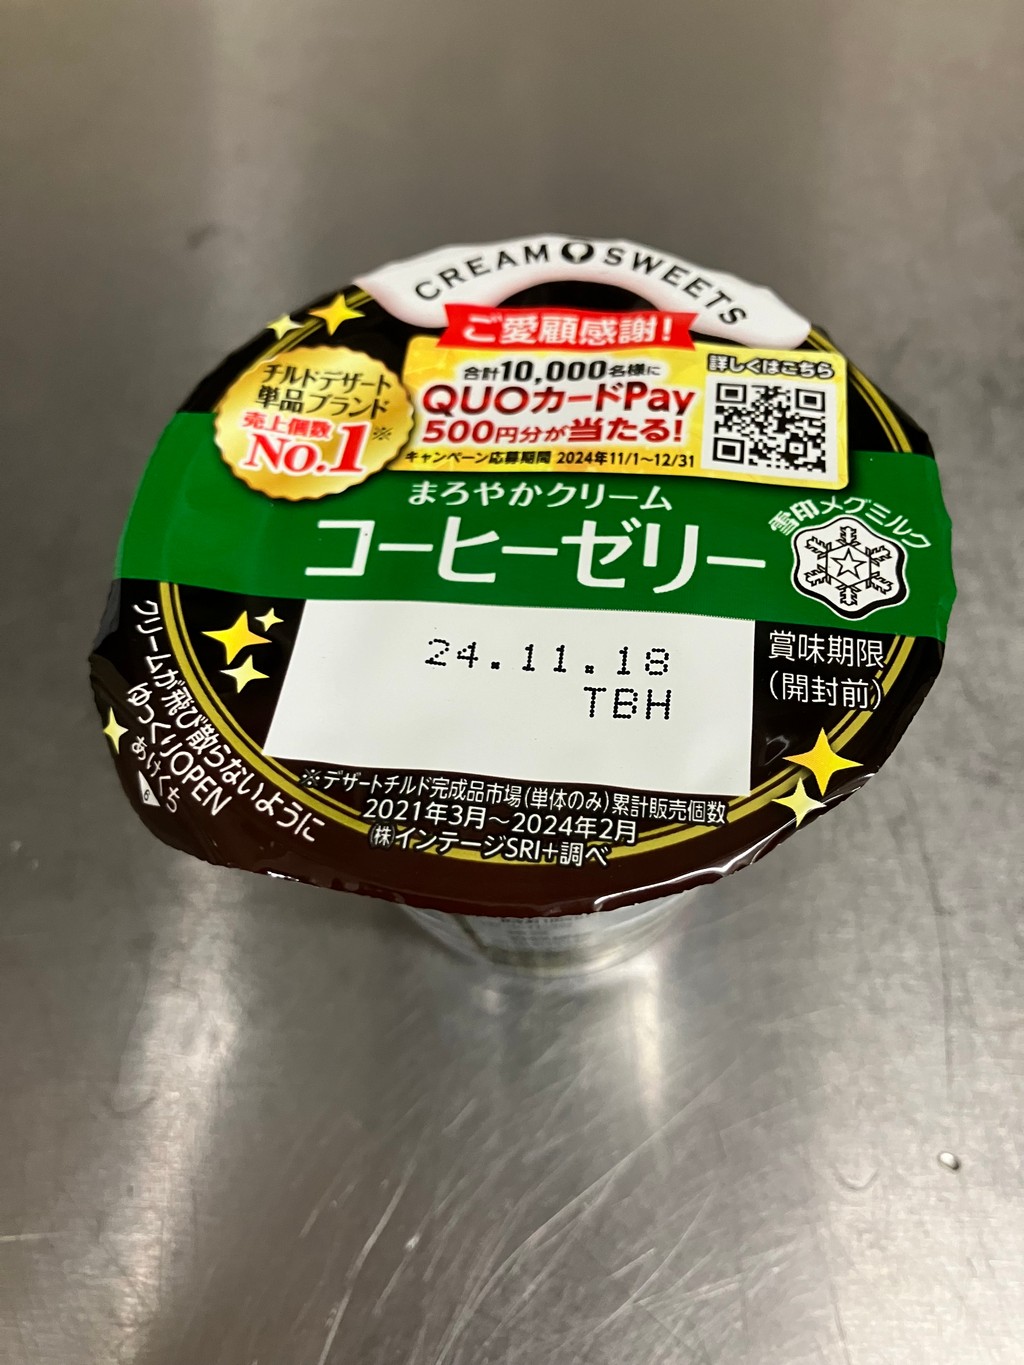 CREAM SWEETS
ご愛顧感謝!
チルドデザート
単品ブランド
売上個数
No.1※
合計10,000名様に
QUOカードPay
500円分が当たる!
キャンペーン応募期間 2024年11/1~12/31
詳しくはこちら
まろやかクリーム
コーヒーゼリー
雪印メグミルク
24.11.18
TBH
賞味期限
(開封前)
クリームが飛び散らないように
ゆっくりOPEN
あけくち
6
※デザートチルド完成品市場(単体のみ)累計販売個数
2021年3月~2024年2月
㈱インテージSRI+調べ